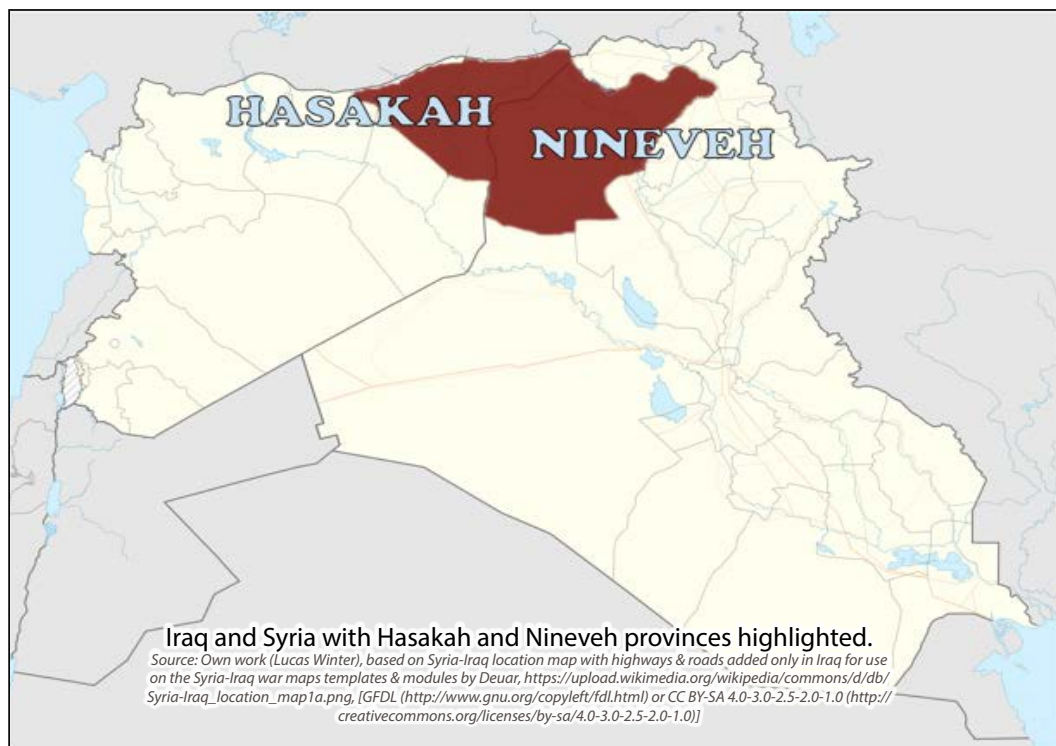 HASAKAH
NINEVEH
Iraq and Syria with Hasakah and Nineveh provinces highlighted.
Source: Own work (Lucas Winter), based on Syria-Iraq location map with highways & roads added only in Iraq for use
on the Syria-Iraq war maps templates & modules by Deuar, https://upload.wikimedia.org/wikipedia/commons/d/db/
Syria-Iraq_location_map1a.png, [GFDL (http://www.gnu.org/copyleft/fdl.html) or CC BY-SA 4.0-3.0-2.5-2.0-1.0 (http://
creativecommons.org/licenses/by-sa/4.0-3.0-2.5-2.0-1.0)]